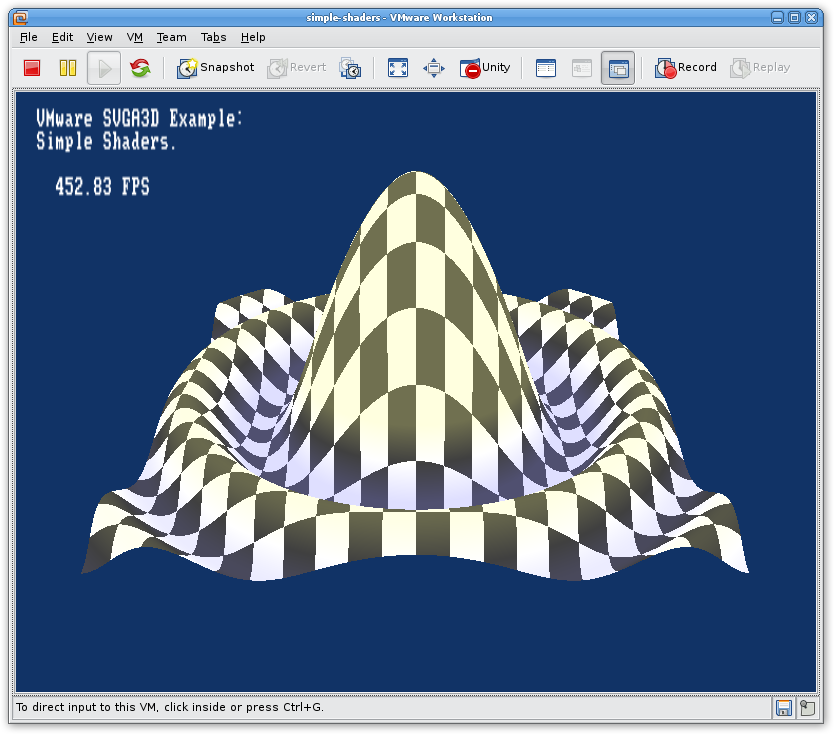 simple-shaders - VMware Workstation
File Edit View VM Team Tabs Help
Snapshot Revert Unity Record Replay
VMware SVGA3D Example:
Simple Shaders.
452.83 FPS
To direct input to this VM, click inside or press Ctrl+G.